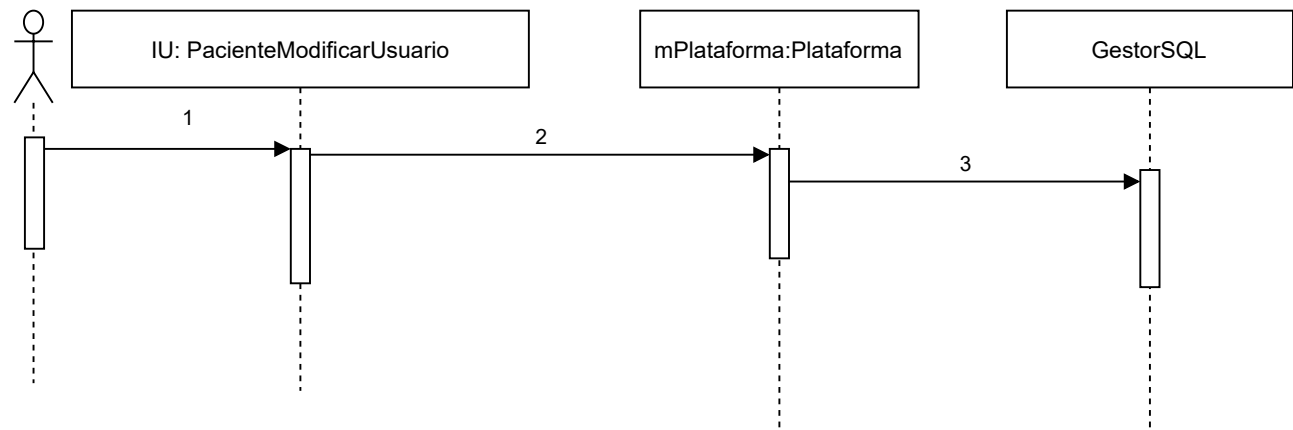 IU: PacienteModificarUsuario
mPlataforma:Plataforma
GestorSQL
1
2
3